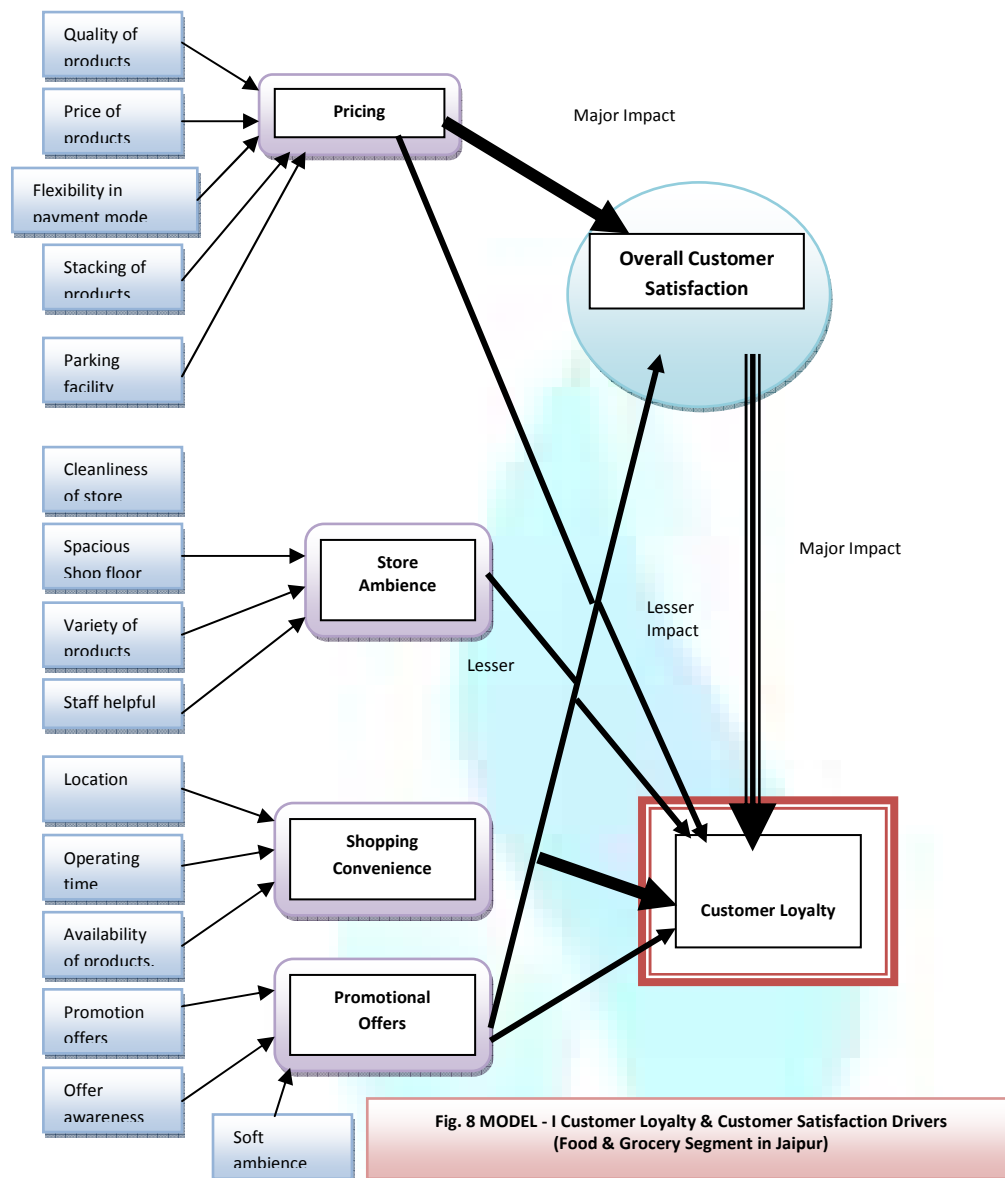 Quality of
products
Price of
products
Flexibility in
payment mode
Stacking of
products
Parking
facility
Pricing
Major Impact
Overall Customer
Satisfaction
Cleanliness
of store
Spacious
Shop floor
Variety of
products
Staff helpful
Store
Ambience
Lesser
Lesser
Impact
Major Impact
Location
Operating
time
Availability
of products.
Shopping
Convenience
Customer Loyalty
Promotion
offers
Offer
awareness
Soft
ambience
Promotional
Offers
Fig. 8 MODEL - I Customer Loyalty & Customer Satisfaction Drivers
(Food & Grocery Segment in Jaipur)